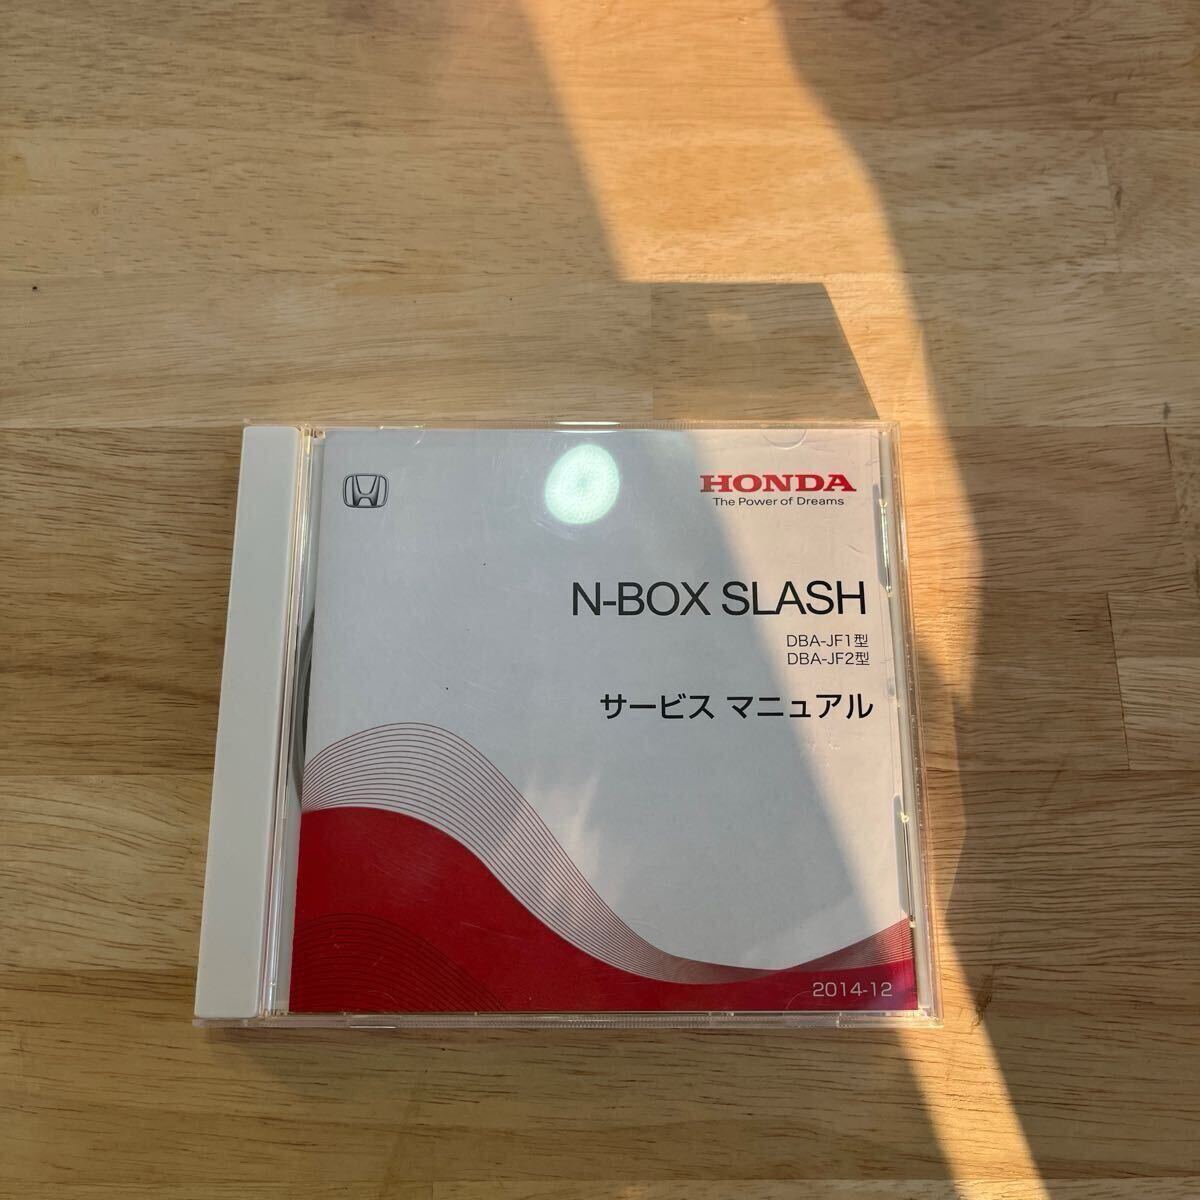 HONDA
The Power of Dreams
N-BOX SLASH
DBA-JF1型
DBA-JF2型
サービス マニュアル
2014-12